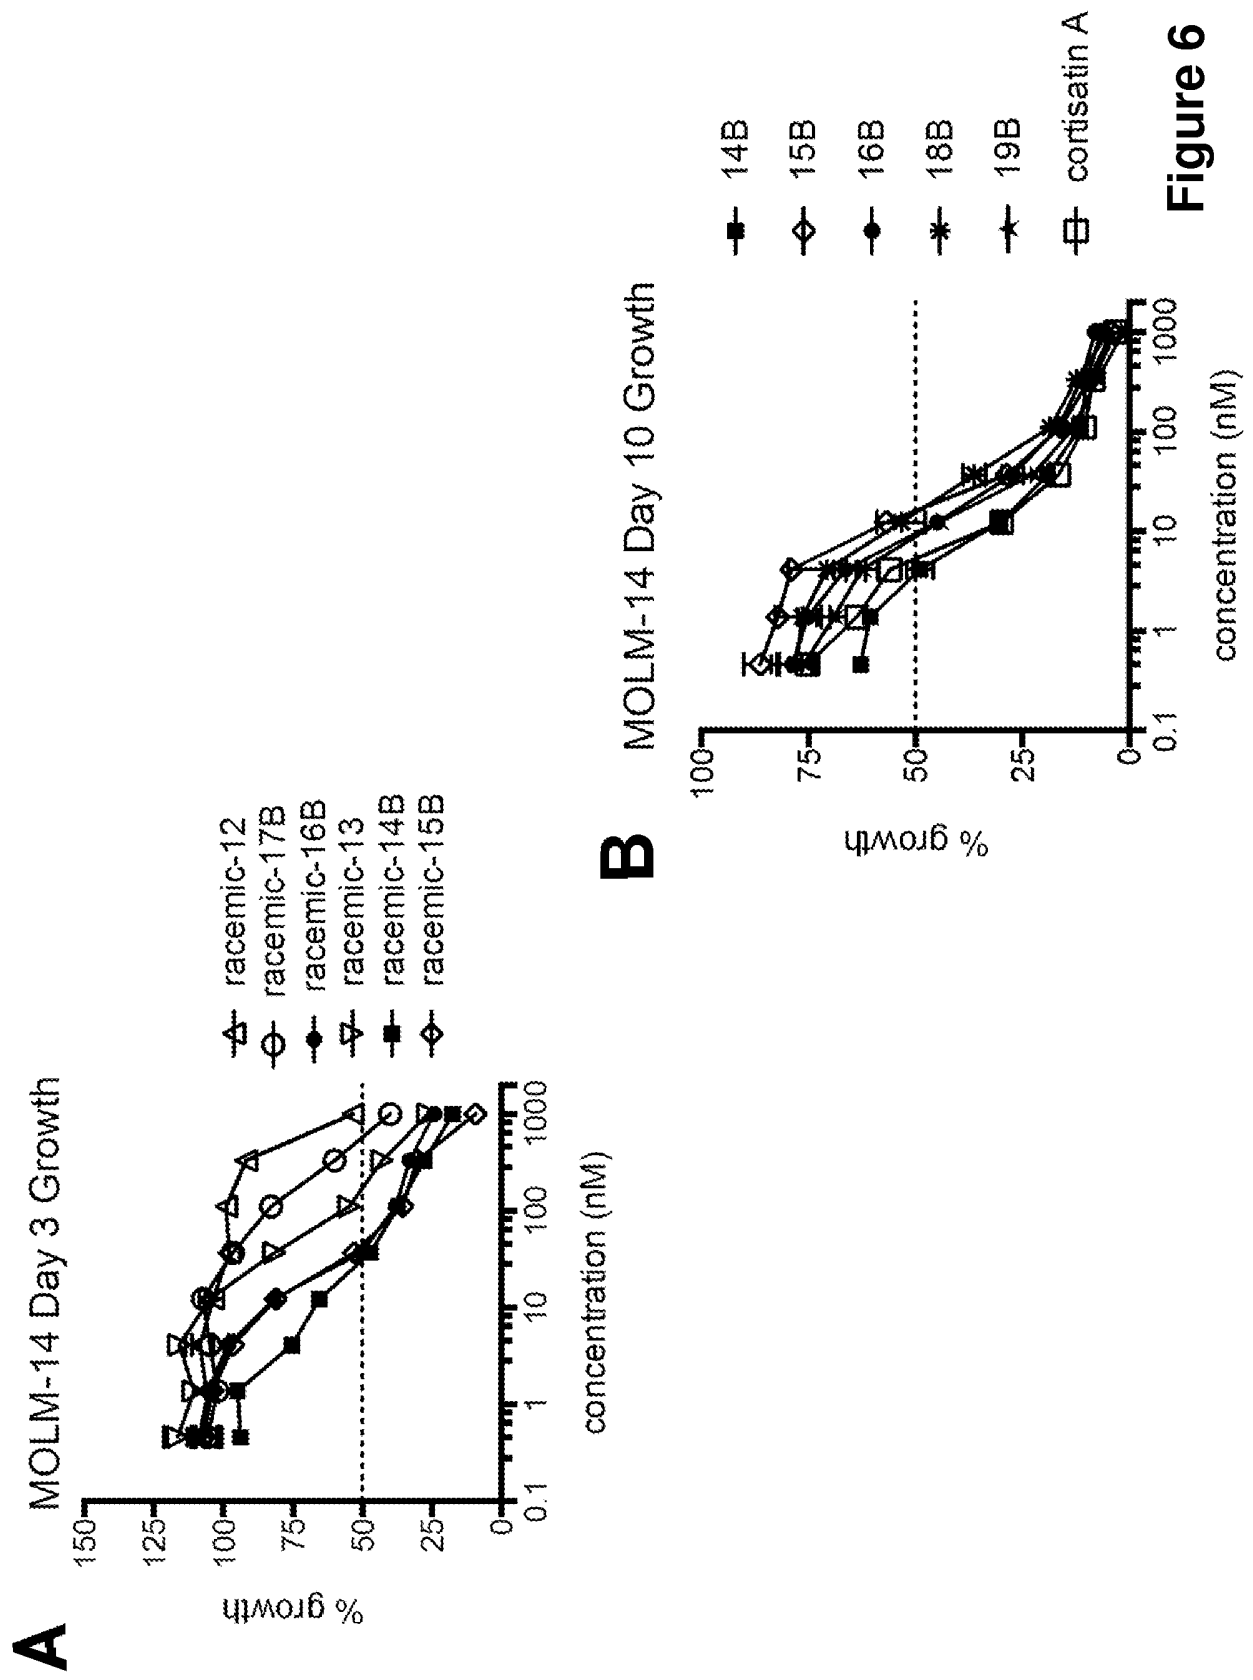 A
MOLM-14 Day 3 Growth
% growth
150
125
100
75
50
25
0
0.1
1
10
100
1000
concentration (nM)
racemic-12
racemic-17B
racemic-16B
racemic-13
racemic-14B
racemic-15B
B
MOLM-14 Day 10 Growth
% growth
100
75
50
25
0
0.1
1
10
100
1000
concentration (nM)
14B
15B
16B
18B
19B
cortisatin A
Figure 6